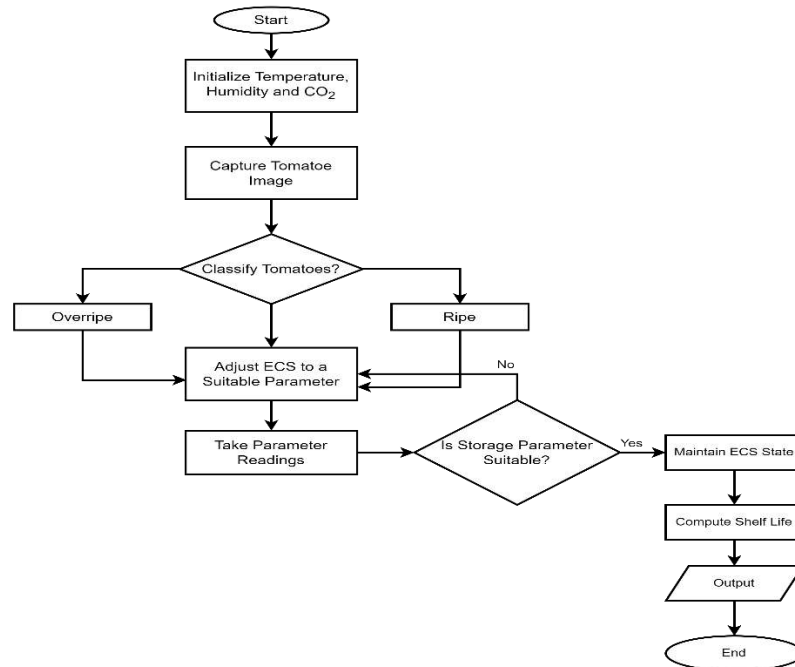 Start
Initialize Temperature,
Humidity and CO₂
Capture Tomatoe
Image
Classify Tomatoes?
Overripe
Ripe
Adjust ECS to a
Suitable Parameter
No
Take Parameter
Readings
Is Storage Parameter
Suitable?
Yes
Maintain ECS State
Compute Shelf Life
Output
End